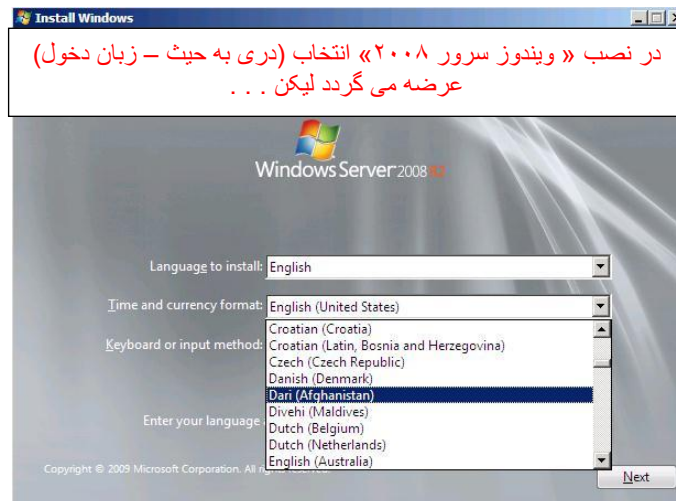 Install Windows
در نصب « ویندوز سرور ۲۰۰۸» انتخاب (دری به حیث – زبان دخول)
عرضه می گردد لیکن . . .
Windows Server 2008 R2
Language to install: English
Time and currency format: English (United States)
Croatian (Croatia)
Keyboard or input method: Croatian (Latin, Bosnia and Herzegovina)
Czech (Czech Republic)
Danish (Denmark)
Dari (Afghanistan)
Divehi (Maldives)
Enter your language
Dutch (Belgium)
Dutch (Netherlands)
English (Australia)
Copyright © 2009 Microsoft Corporation. All rights reserved.
Next